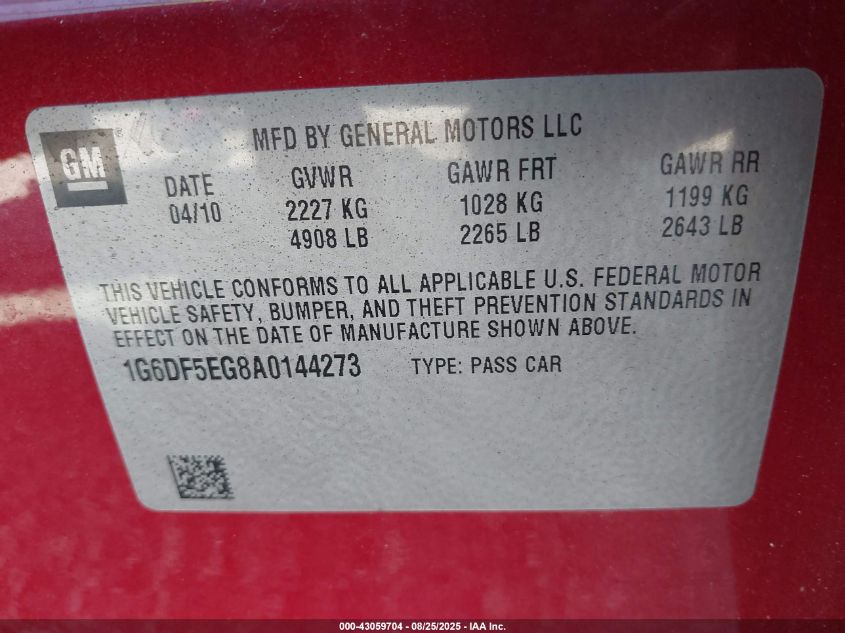 MFD BY GENERAL MOTORS LLC
GM
DATE GVWR GAWR FRT GAWR RR
04/10 2227 KG 1028 KG 1199 KG
4908 LB 2265 LB 2643 LB
THIS VEHICLE CONFORMS TO ALL APPLICABLE U.S. FEDERAL MOTOR
VEHICLE SAFETY, BUMPER, AND THEFT PREVENTION STANDARDS IN
EFFECT ON THE DATE OF MANUFACTURE SHOWN ABOVE.
1G6DF5EG8A0144273 TYPE: PASS CAR
000-43059704 - 08/25/2025 - IAA Inc.